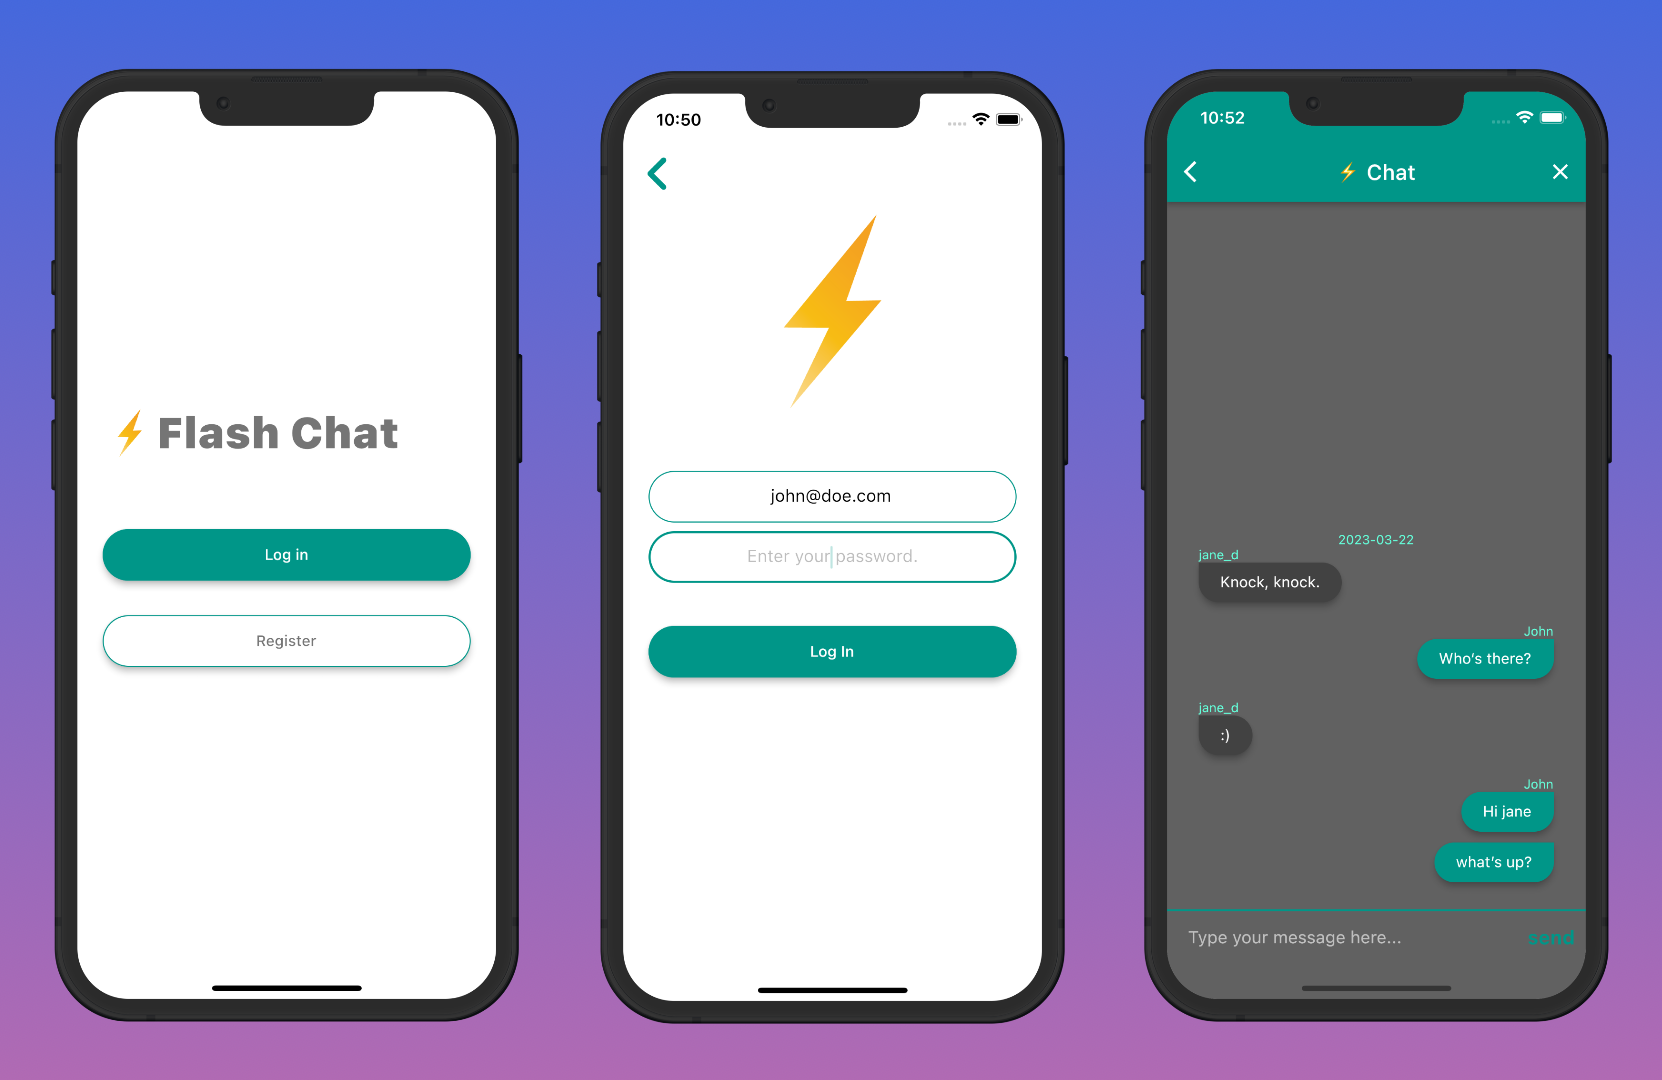 ⚡ Flash Chat
Log in
Register
10:50
john@doe.com
Enter your password.
Log In
10:52
⚡ Chat
2023-03-22
jane_d
Knock, knock.
John
Who's there?
jane_d
:)
John
Hi jane
what's up?
Type your message here...
send